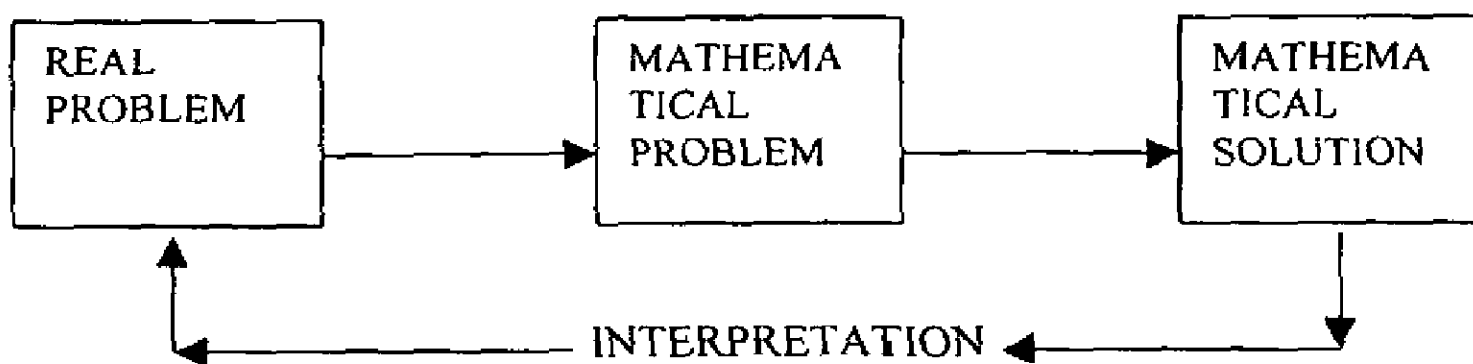 REAL
PROBLEM
MATHEMA
TICAL
PROBLEM
MATHEMA
TICAL
SOLUTION
INTERPRETATION